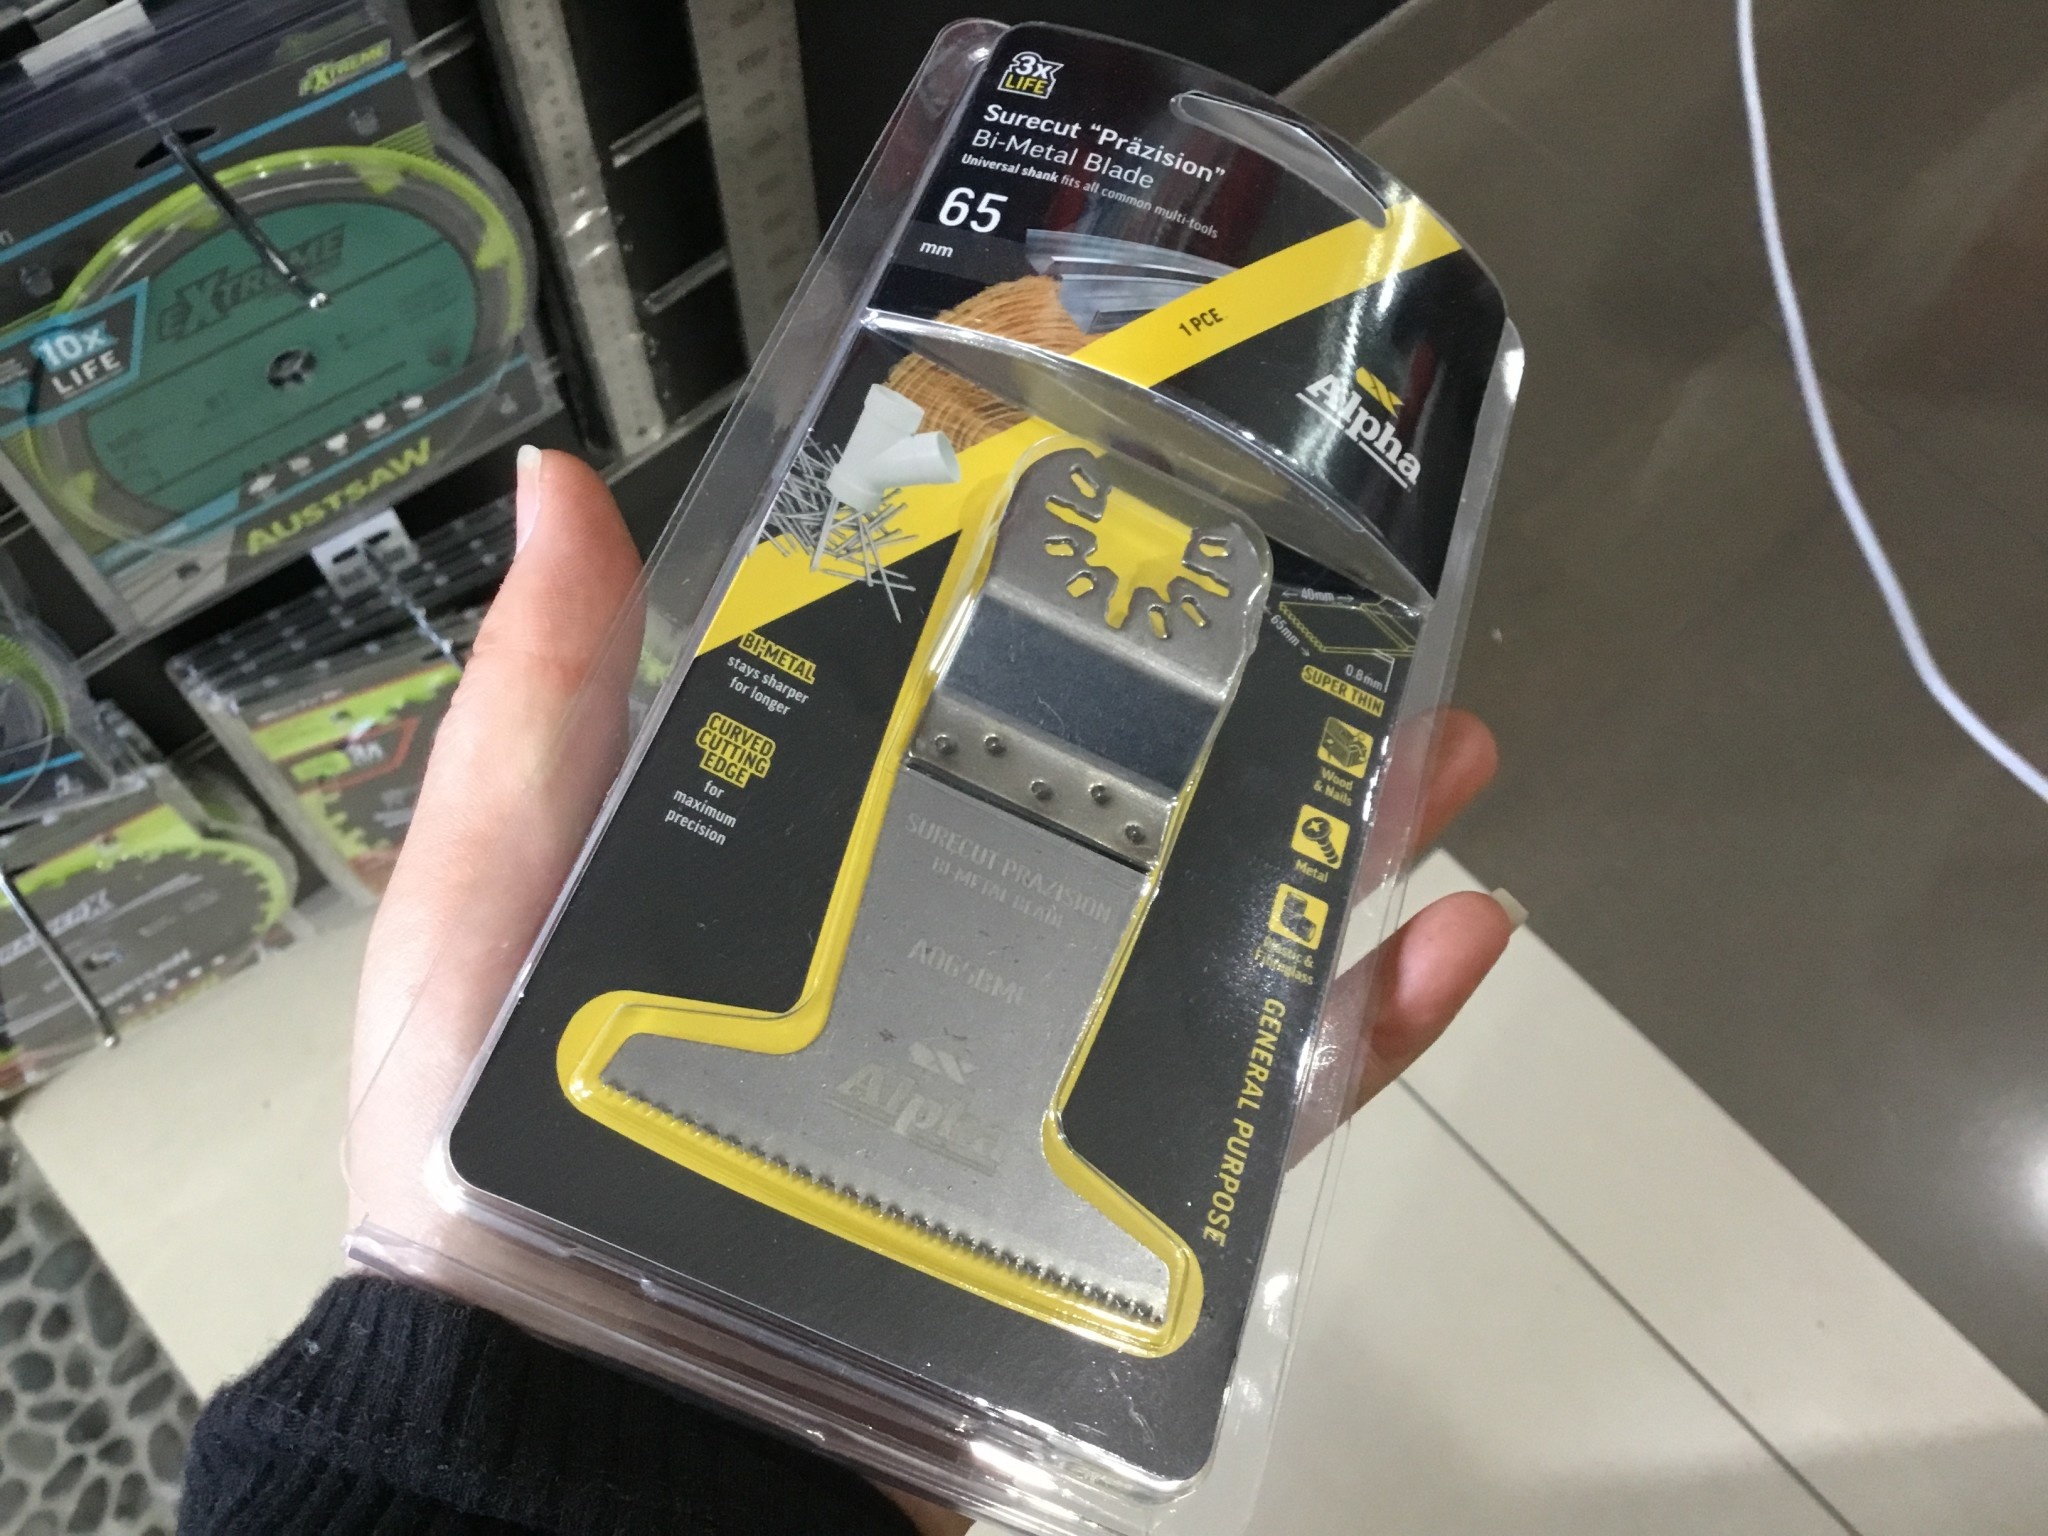 3x
LIFE
Surecut "Präzision"
Bi-Metal Blade
Universal shank fits all common multi-tools
65
mm
1 PCE
Alpha
BI-METAL
stays sharper
for longer
CURVED
CUTTING
EDGE
for
maximum
precision
40mm
65mm
0.8mm
SUPER THIN
Wood
& Nails
Metal
Plastic &
Fibreglass
GENERAL PURPOSE
SURECUT PRÄZISION
BI-METAL BLADE
Alpha
EXTREME
EXTREME
10x
LIFE
AUSTSAW